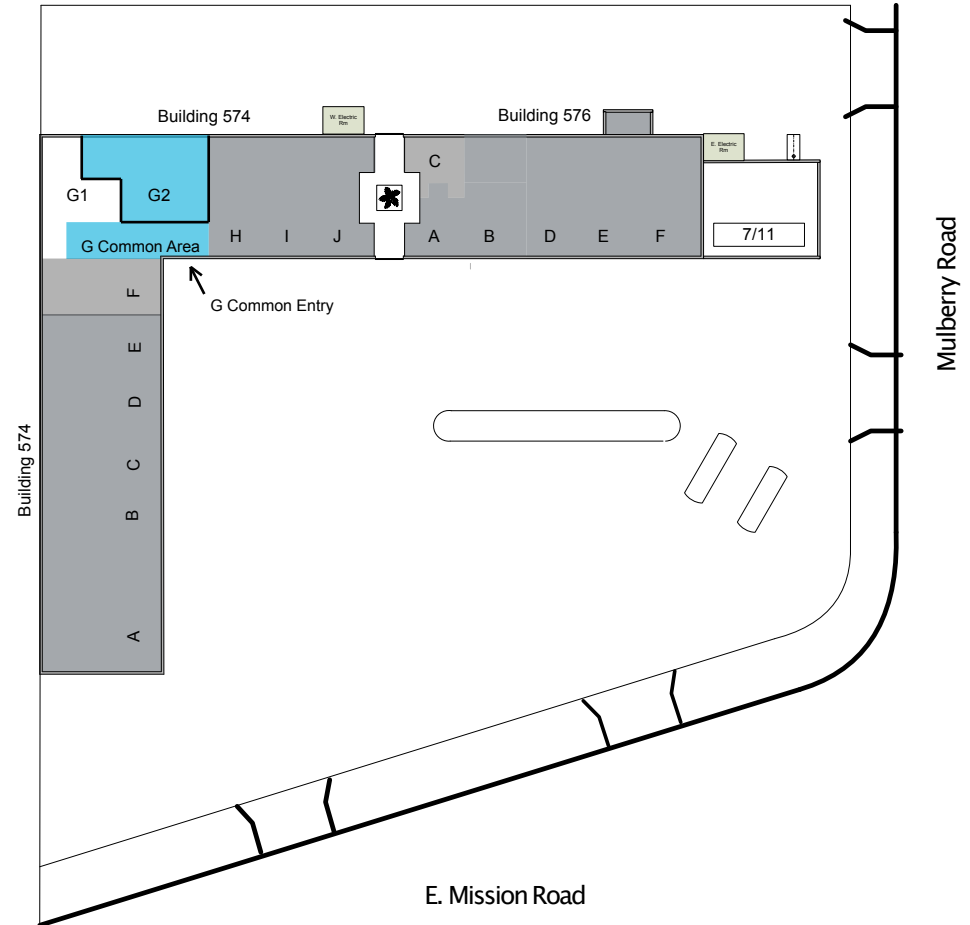 Building 574
W. Electric
Rm
Building 576
E. Electric
Rm
C
G1
G2
7/11
H
I
J
A
B
D
E
F
G Common Area
G Common Entry
F
E
D
C
B
A
Building 574
Mulberry Road
E. Mission Road